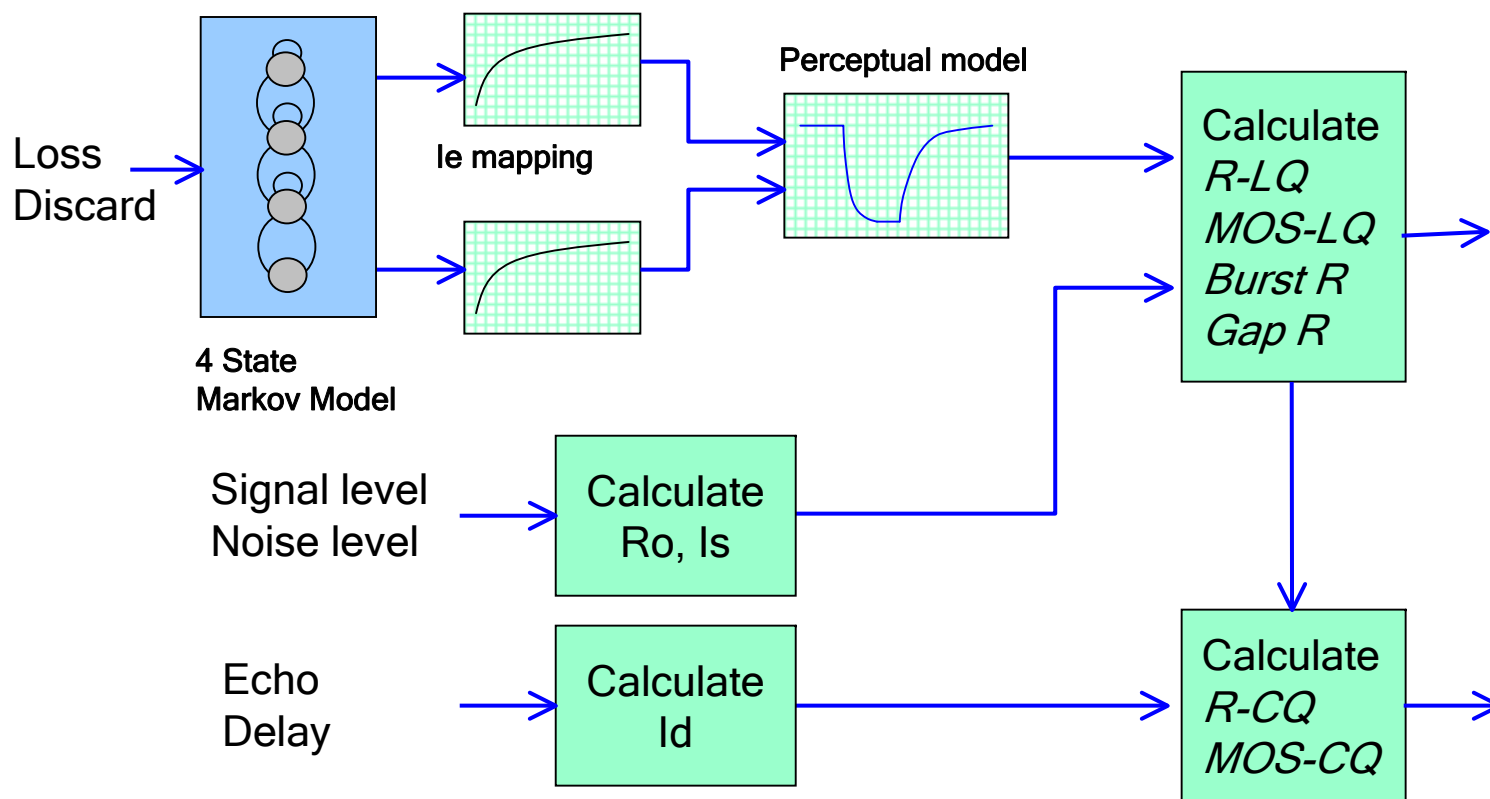 Perceptual model
Loss
Discard
Ie mapping
4 State
Markov Model
Calculate
R-LQ
MOS-LQ
Burst R
Gap R
Signal level
Noise level
Calculate
Ro, Is
Echo
Delay
Calculate
Id
Calculate
R-CQ
MOS-CQ